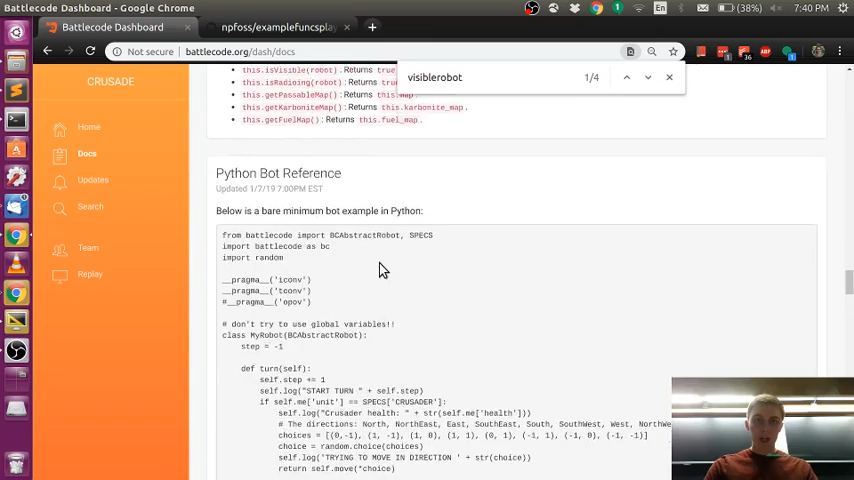 Battlecode Dashboard - Google Chrome
En
(38%)
7:40 PM
Battlecode Dashboard
npfoss/examplefuncsplay
Not secure
battlecode.org/dash/docs
36
1
CRUSADE
Home
Docs
Updates
Search
Team
Replay
visiblerobot
1/4
this.isVisible(robot): Returns true
this.isRadioing(robot): Returns true
this.getPassableMap(): Returns this.map.
this.getKarboniteMap(): Returns this.karbonite_map.
this.getFuelMap(): Returns this.fuel_map.
Python Bot Reference
Updated 1/7/19 7:00PM EST
Below is a bare minimum bot example in Python:
from battlecode import BCAbstractRobot, SPECS
import battlecode as bc
import random
__pragma__('iconv')
__pragma__('tconv')
#__pragma__('opov')
# don't try to use global variables!!
class MyRobot(BCAbstractRobot):
step = -1
def turn(self):
self.step += 1
self.log("START TURN " + self.step)
if self.me['unit'] == SPECS['CRUSADER']:
self.log("Crusader health: " + str(self.me['health']))
# The directions: North, NorthEast, East, SouthEast, South, SouthWest, West, NorthWe
choices = [(0,-1), (1, -1), (1, 0), (1, 1), (0, 1), (-1, 1), (-1, 0), (-1, -1)]
choice = random.choice(choices)
self.log('TRYING TO MOVE IN DIRECTION ' + str(choice))
return self.move(*choice)